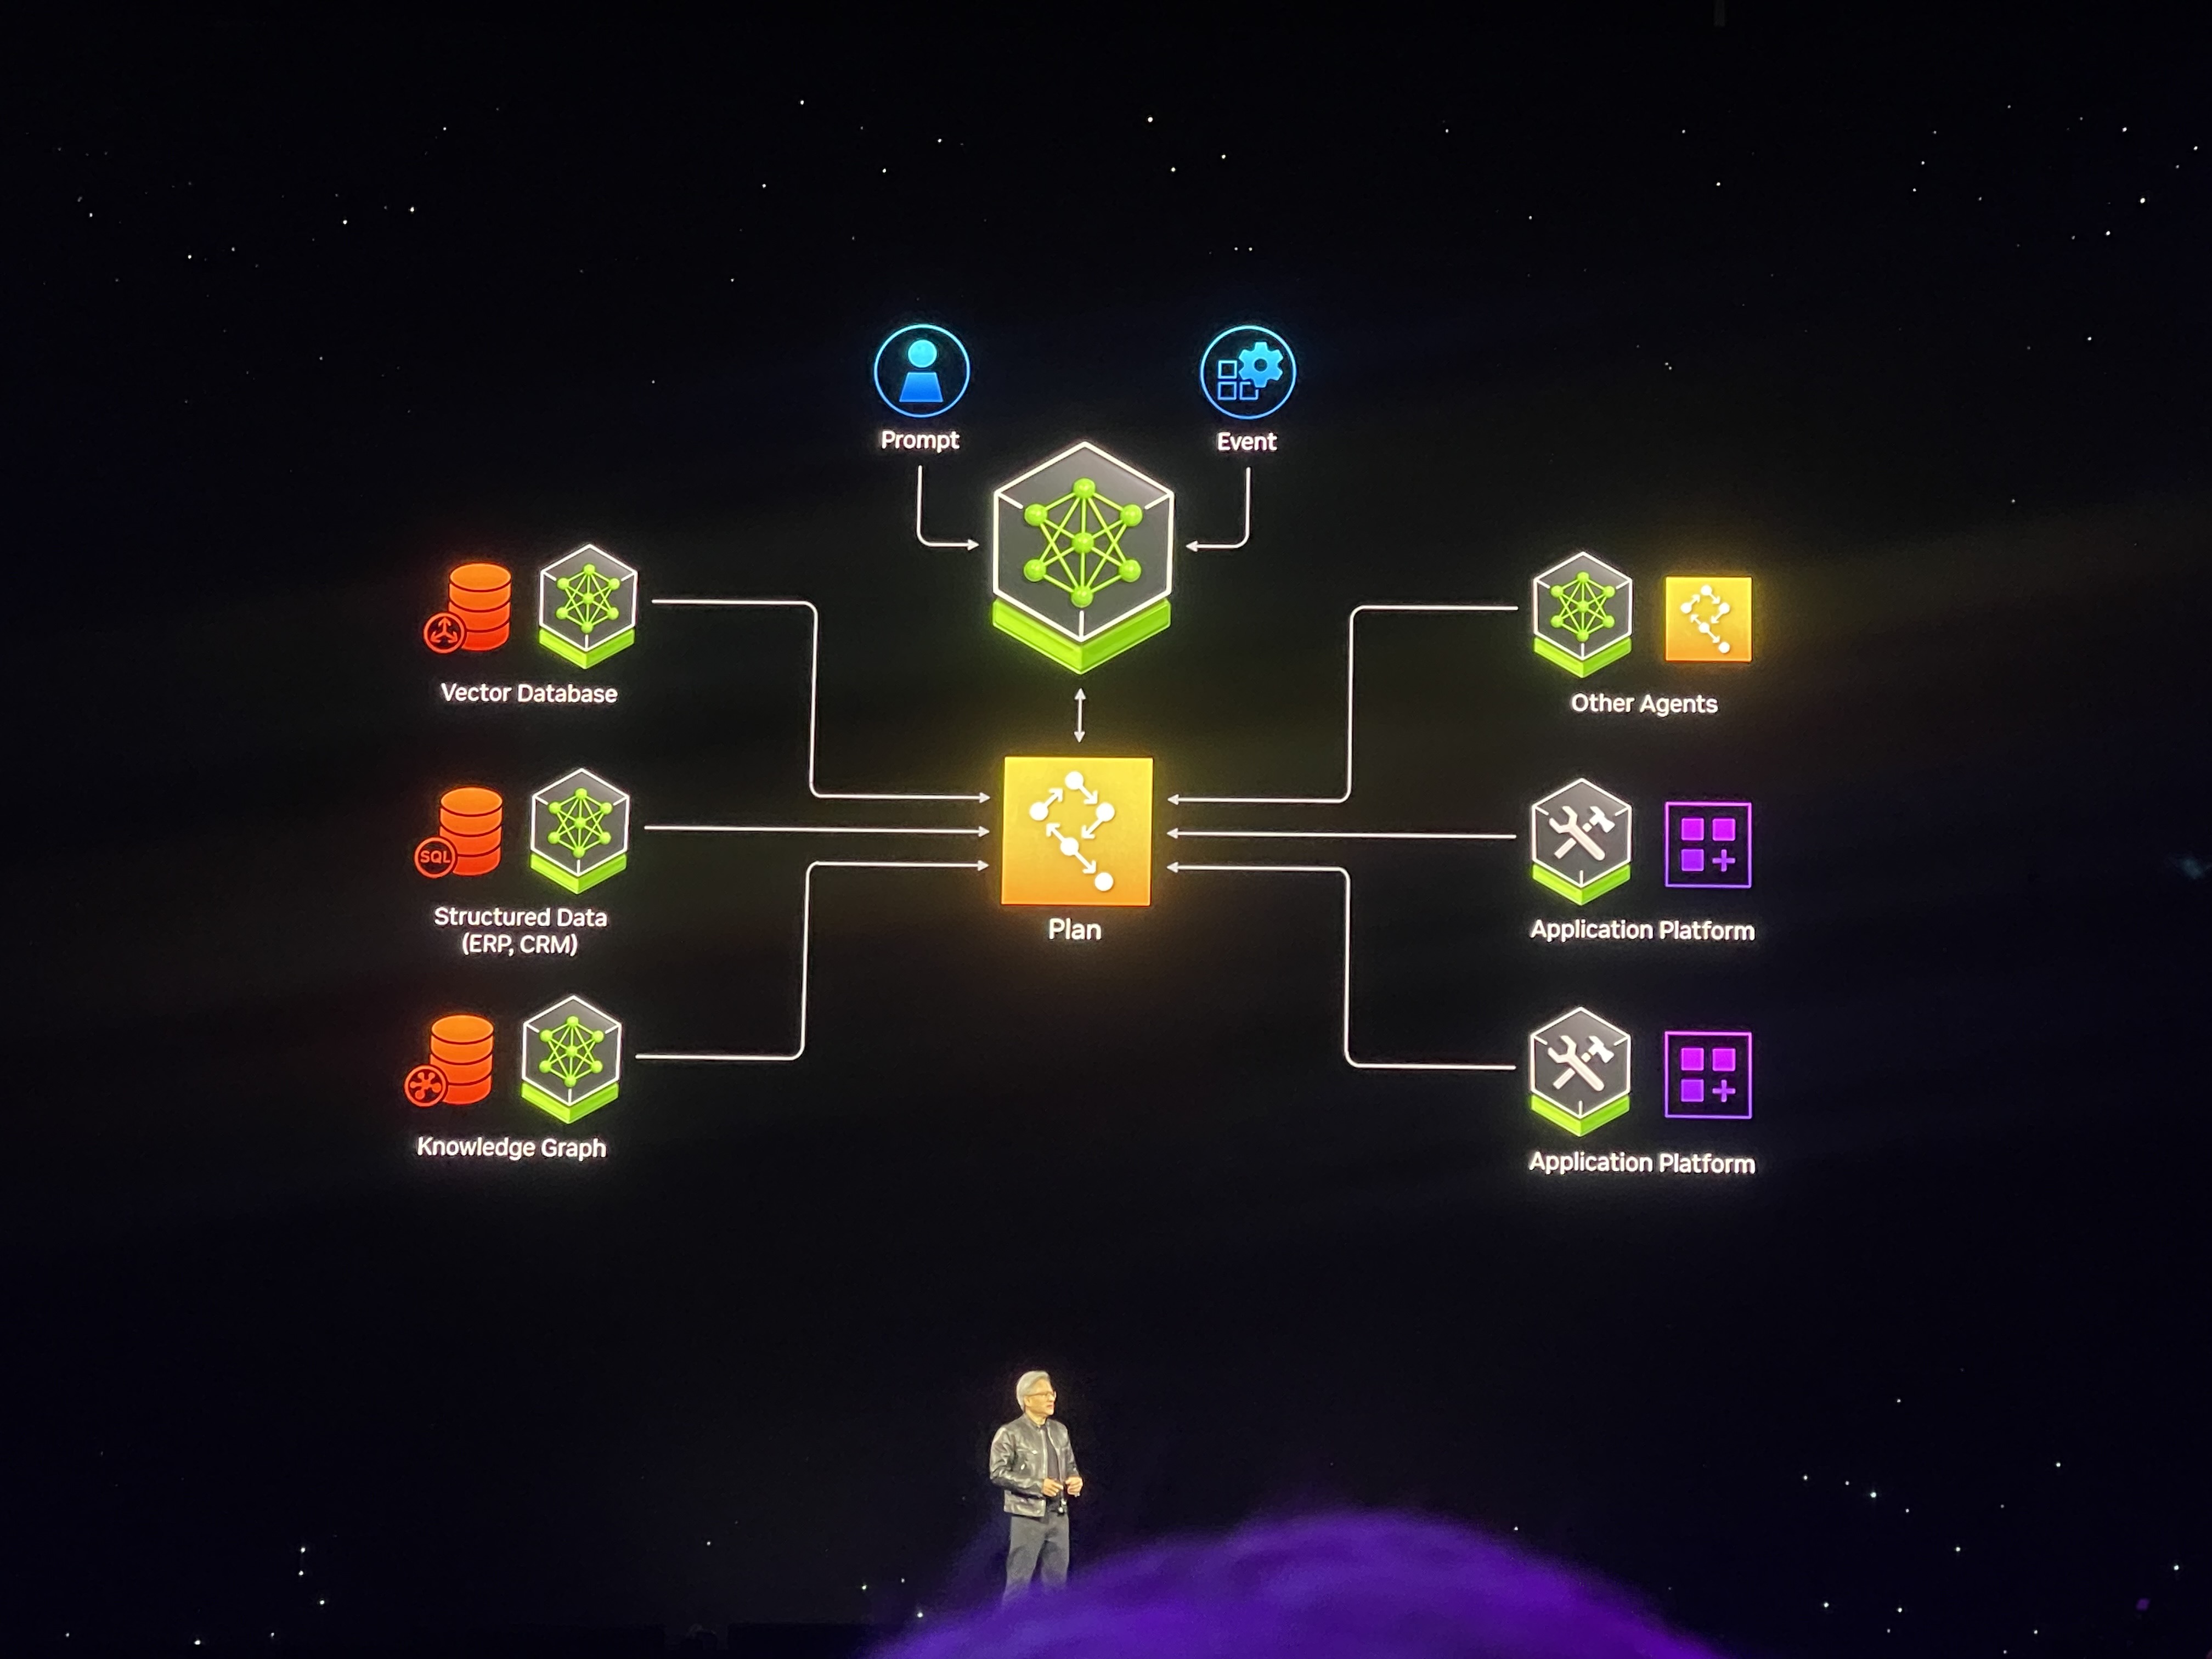 Prompt
Event
Vector Database
Other Agents
SQL
Structured Data
(ERP, CRM)
Plan
Application Platform
Knowledge Graph
Application Platform